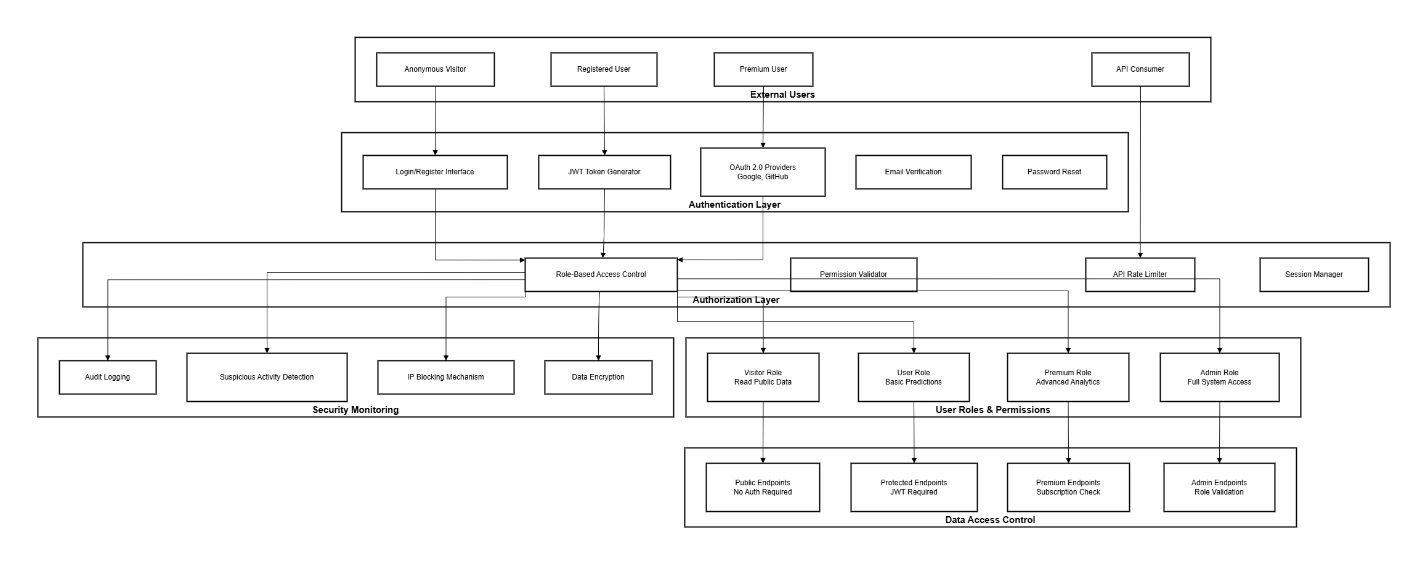 Anonymous Visitor
Registered User
Premium User
API Consumer
External Users
Login/Register Interface
JWT Token Generator
OAuth 2.0 Providers
Google, GitHub
Email Verification
Password Reset
Authentication Layer
Role-Based Access Control
Permission Validator
API Rate Limiter
Session Manager
Authorization Layer
Audit Logging
Suspicious Activity Detection
IP Blocking Mechanism
Data Encryption
Security Monitoring
Visitor Role
Read Public Data
User Role
Basic Predictions
Premium Role
Advanced Analytics
Admin Role
Full System Access
User Roles & Permissions
Public Endpoints
No Auth Required
Protected Endpoints
JWT Required
Premium Endpoints
Subscription Check
Admin Endpoints
Role Validation
Data Access Control